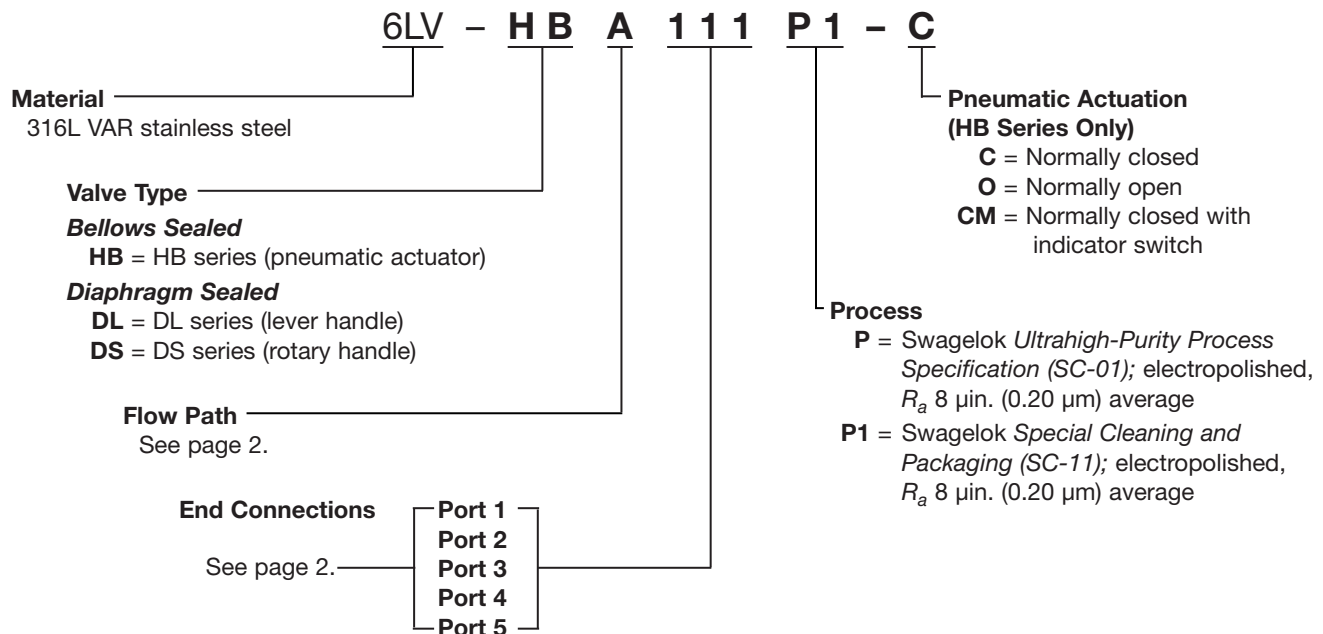 6LV – HB A 111 P1 – C
Material
316L VAR stainless steel
Valve Type
Bellows Sealed
HB = HB series (pneumatic actuator)
Diaphragm Sealed
DL = DL series (lever handle)
DS = DS series (rotary handle)
Flow Path
See page 2.
End Connections
See page 2.
Port 1
Port 2
Port 3
Port 4
Port 5
Pneumatic Actuation
(HB Series Only)
C = Normally closed
O = Normally open
CM = Normally closed with
indicator switch
Process
P = Swagelok Ultrahigh-Purity Process
Specification (SC-01); electropolished,
Ra 8 µin. (0.20 µm) average
P1 = Swagelok Special Cleaning and
Packaging (SC-11); electropolished,
Ra 8 µin. (0.20 µm) average